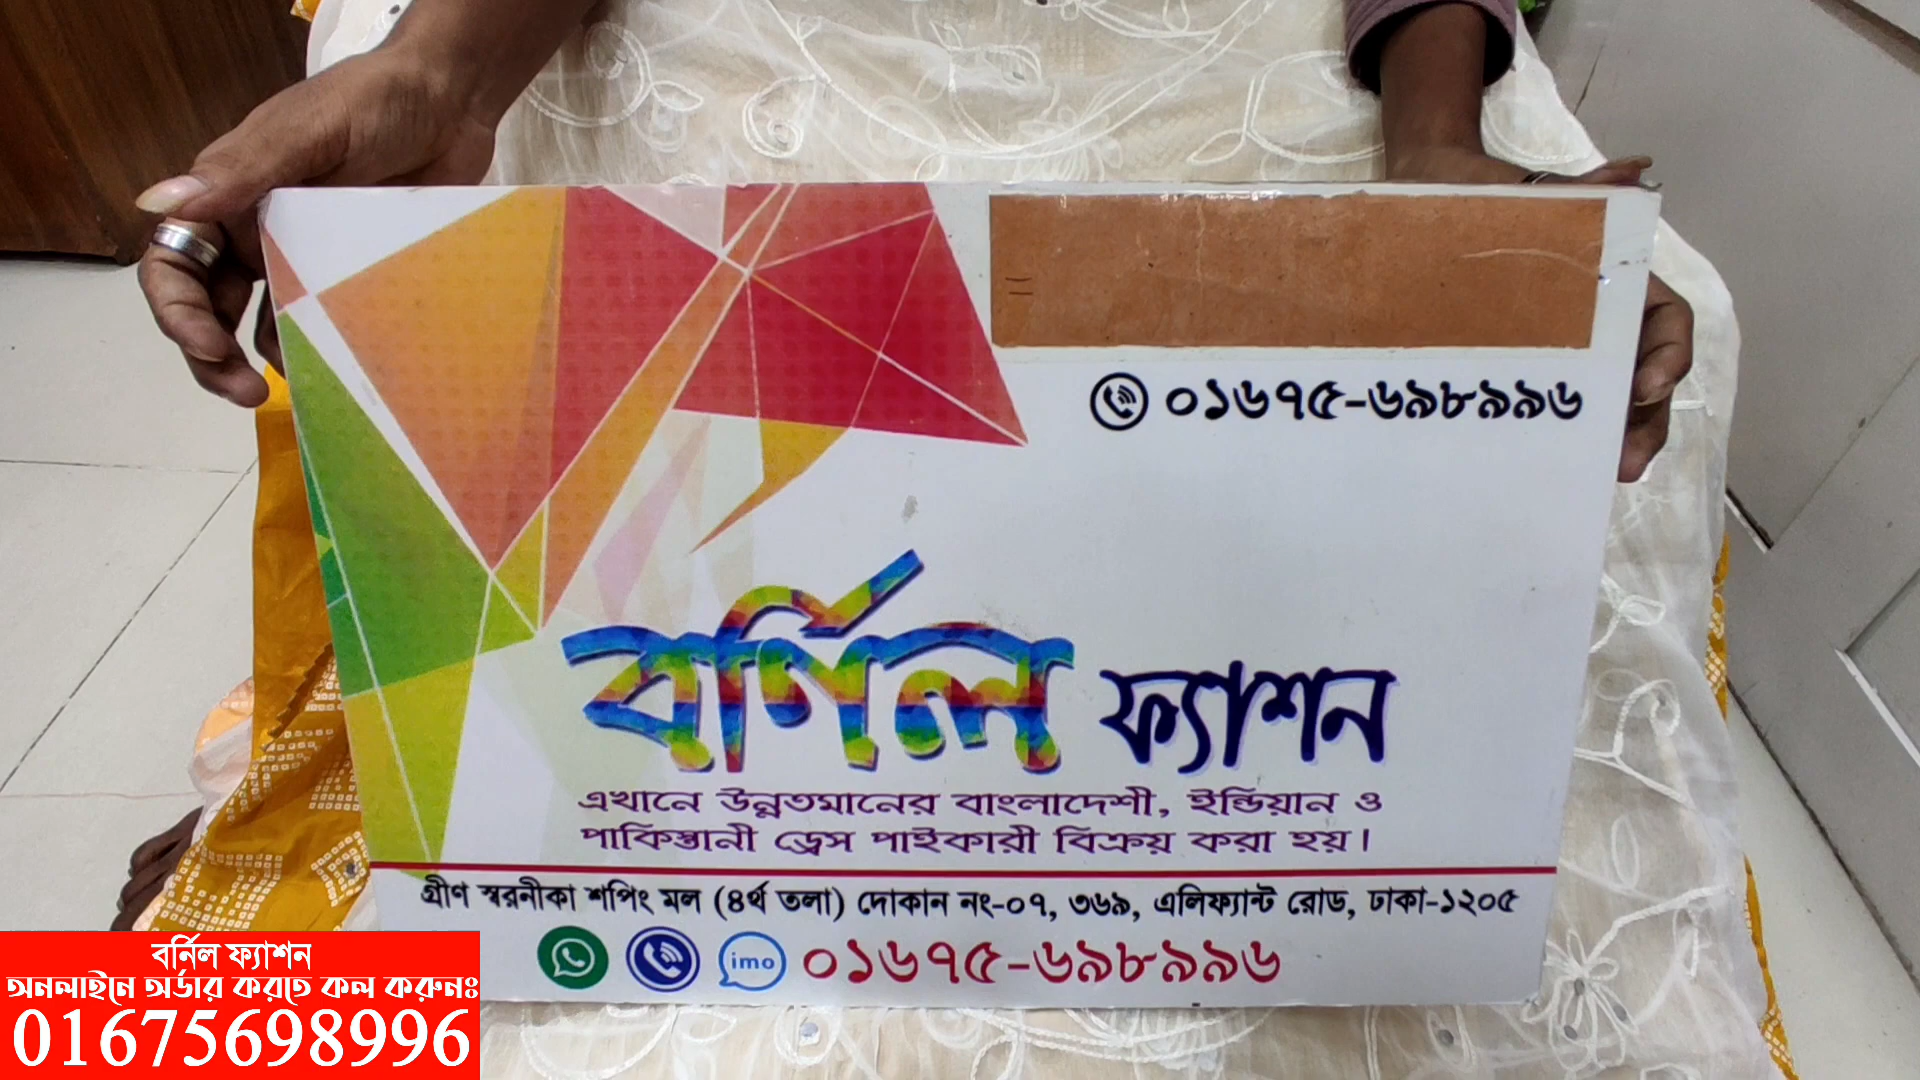 ০১৬৭৫-৬৯৮৯৯৬
বর্ণিল ফ্যাশন
এখানে উন্নতমানের বাংলাদেশী, ইন্ডিয়ান ও
পাকিস্তানী ড্রেস পাইকারী বিক্রয় করা হয়।
গ্রীণ স্বরনীকা শপিং মল (৪র্থ তলা) দোকান নং-০৭, ৩৬৯, এলিফ্যান্ট রোড, ঢাকা-১২০৫
imo ০১৬৭৫-৬৯৮৯৯৬
বর্নিল ফ্যাশন
অনলাইনে অর্ডার করতে কল করুনঃ
01675698996